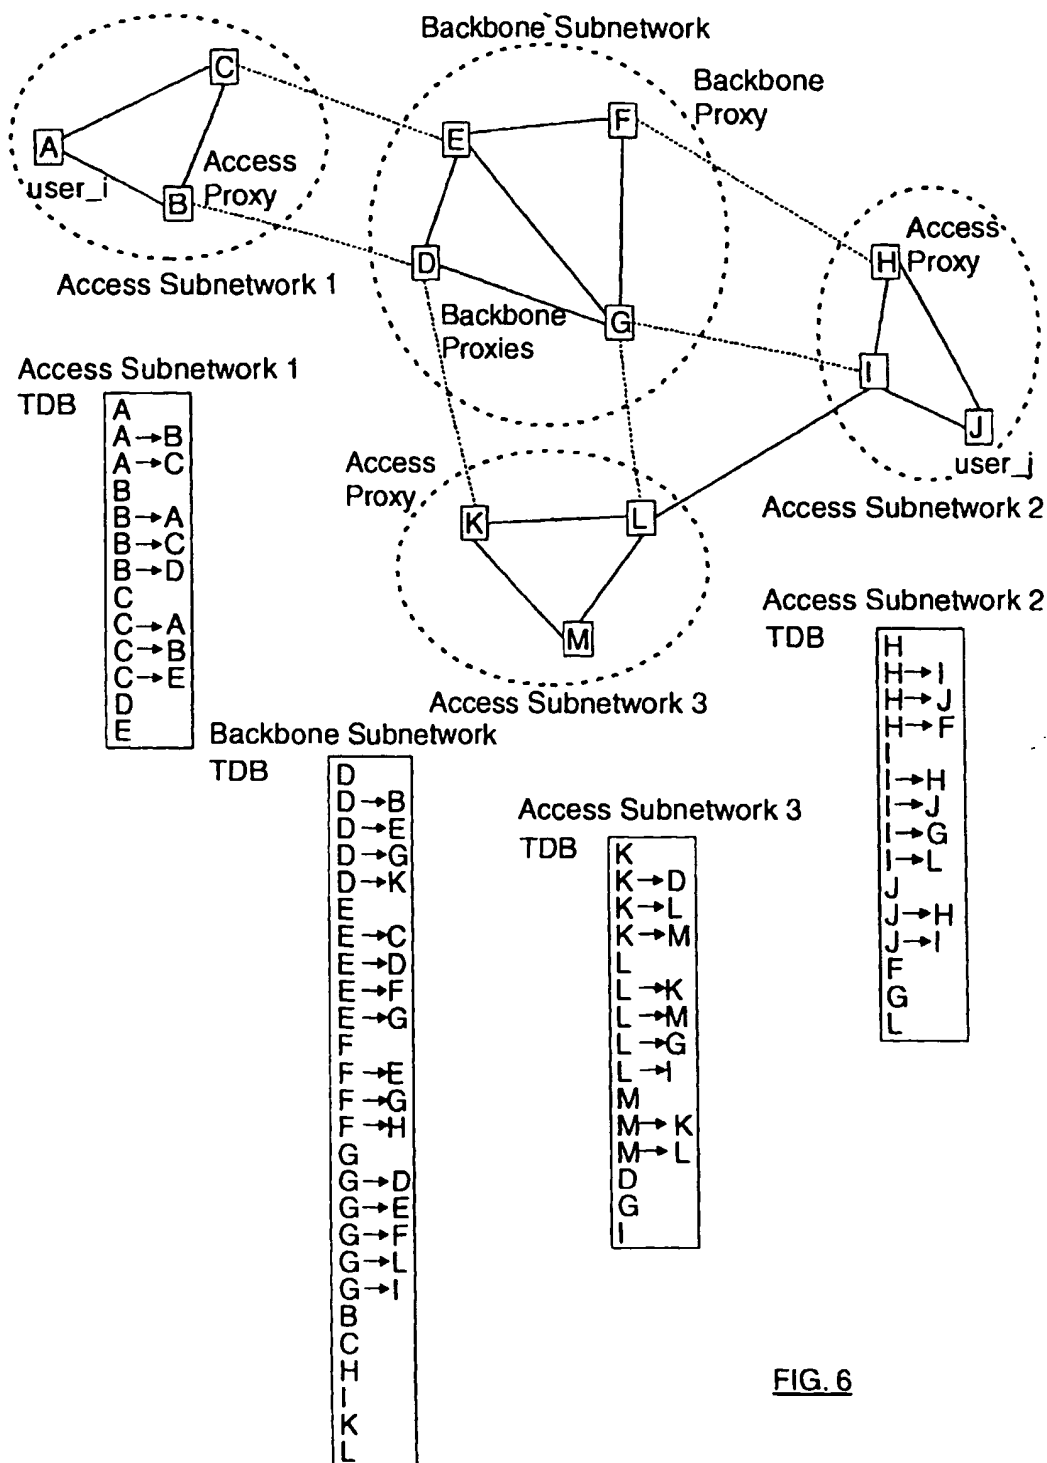 Backbone Subnetwork
C
Backbone
Proxy
F
E
A
Access
Proxy
user_i
B
Access
Proxy
H
D
Access Subnetwork 1
Backbone
Proxies
G
I
J
user_j
Access Subnetwork 2
Access Subnetwork 1
TDB
A
A→B
A→C
B
B→A
B→C
B→D
C
C→A
C→B
C→E
D
E
Access
Proxy
K
L
M
Access Subnetwork 3
Access Subnetwork 2
TDB
H
H→I
H→J
H→F
I
I→H
I→J
I→G
I→L
J
J→H
J→I
F
G
L
Backbone Subnetwork
TDB
D
D→B
D→E
D→G
D→K
E
E→C
E→D
E→F
E→G
F
F→E
F→G
F→H
G
G→D
G→E
G→F
G→L
G→I
B
C
H
I
K
L
Access Subnetwork 3
TDB
K
K→D
K→L
K→M
L
L→K
L→M
L→G
L→I
M
M→K
M→L
D
G
I
FIG. 6